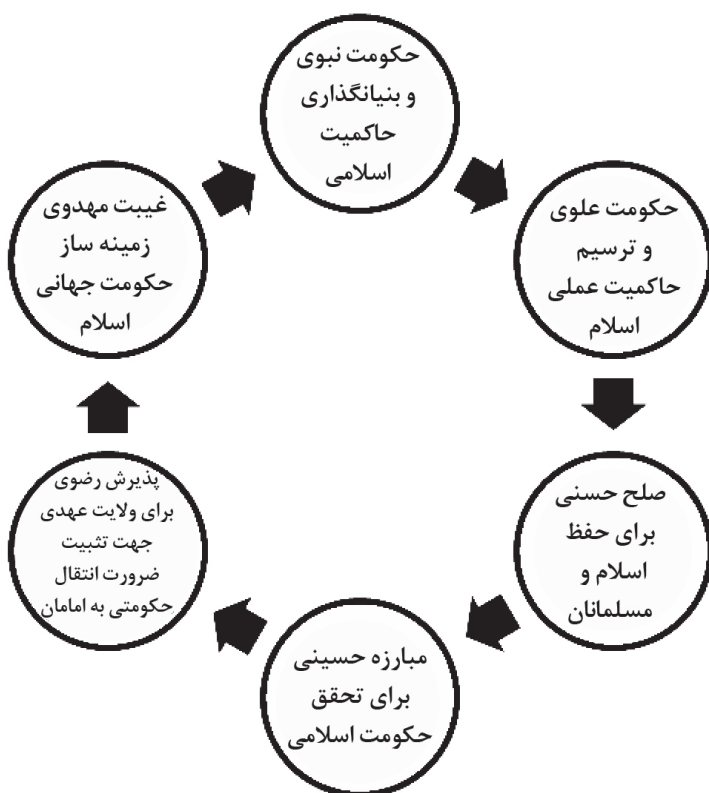 حکومت نبوی
و بنیانگذاری
حاکمیت
اسلامی
حکومت علوی
و ترسیم
حاکمیت عملی
اسلام
صلح حسنی
برای حفظ
اسلام و
مسلمانان
مبارزه حسینی
برای تحقق
حکومت اسلامی
پذیرش رضوی
برای ولایت عهدی
جهت تثبیت
ضرورت انتقال
حکومتی به امامان
غیبت مهدوی
زمینه ساز
حکومت جهانی
اسلام